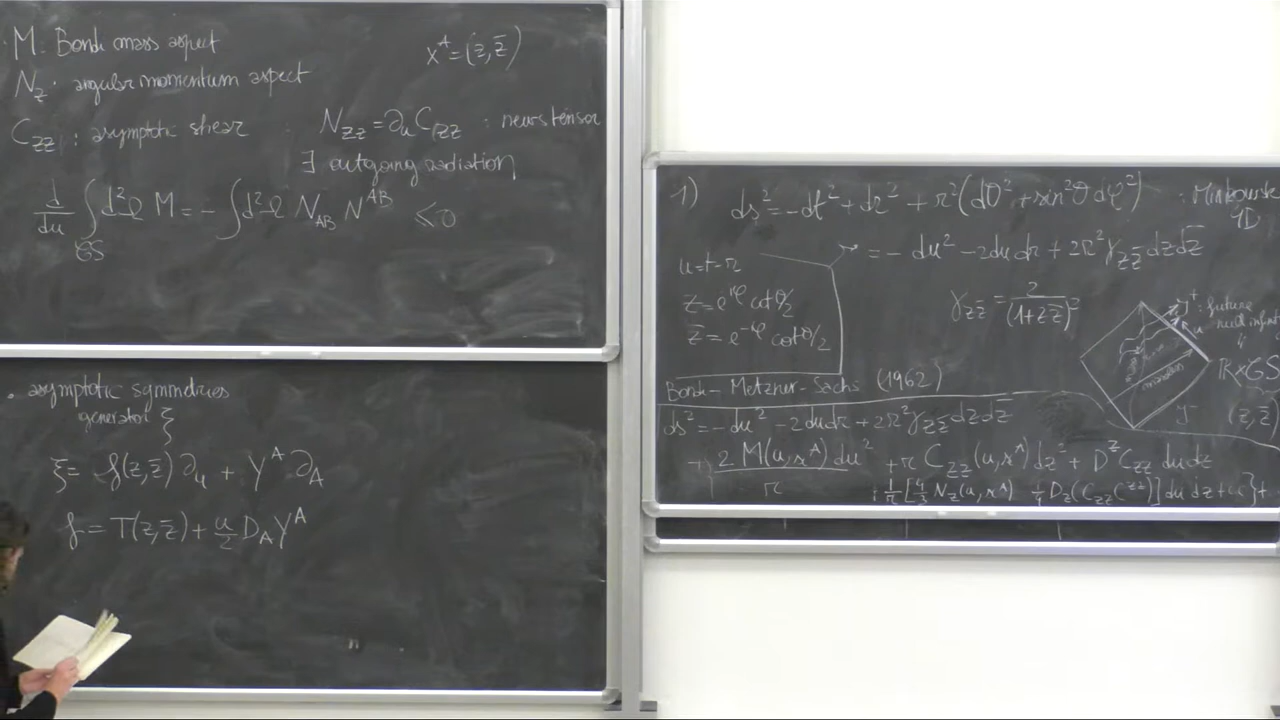 M: Bondi mass aspect
x^A = (z, z̄)
N_z: angular momentum aspect
C_zz : asymptotic shear
N_zz = ∂_u C_zz : news tensor
∃ outgoing radiation
d/du ∫_CS d²Ω M = - ∫ d²Ω N_AB N^AB ≤ 0
• asymptotic symmetries
generator ξ
ξ = f(z, z̄) ∂_u + Y^A ∂_A
f = T(z, z̄) + u/2 D_A Y^A
1) ds² = -dt² + dr² + r²(dθ² + sin²θ dφ²) : Minkowski
4D
= - du² - 2du dr + 2r² γ_zz̄ dz dz̄
u = t - r
z = e^{iφ} cot θ/2
z̄ = e^{-iφ} cot θ/2
γ_zz̄ = 2/(1+zz̄)²
I^+ : future
null infinity
ℝ×CS
(z, z̄)
Bondi - Metzner - Sachs (1962)
ds² = -du² - 2du dr + 2r² γ_zz̄ dz dz̄
+ 2 M(u, x^A)/r du² + r C_zz (u, x^A) dz² + D^z C_zz du dz
+ 1/r [4/3 N_z (u, x^A) - 1/4 D_z (C_zz C^zz)] du dz + cc} +